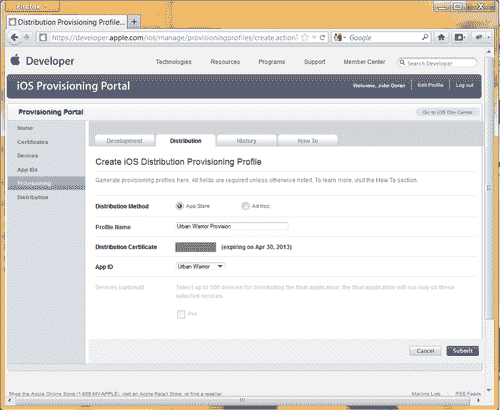 Firefox
Distribution Provisioning Profile...
https://developer.apple.com/ios/manage/provisioningprofiles/create.action
Google
Developer
Technologies
Resources
Programs
Support
Member Center
Search Developer
iOS Provisioning Portal
Welcome, John Doran
Edit Profile
Log out
Provisioning Portal
Go to iOS Dev Center
Home
Certificates
Devices
App IDs
Provisioning
Distribution
Development
Distribution
History
How To
Create iOS Distribution Provisioning Profile
Generate provisioning profiles here. All fields are required unless otherwise noted. To learn more, visit the How To section.
Distribution Method
App Store
Ad Hoc
Profile Name
Urban Warrior Provision
Distribution Certificate
(expiring on Apr 30, 2013)
App ID
Urban Warrior
Devices (optional)
Select up to 100 devices for distributing the final application; the final application will run only on these
selected devices.
Cancel
Submit
Shop the Apple Online Store (1-800-MY-APPLE), visit an Apple Retail Store, or find a reseller.
Mailing Lists
RSS Feeds